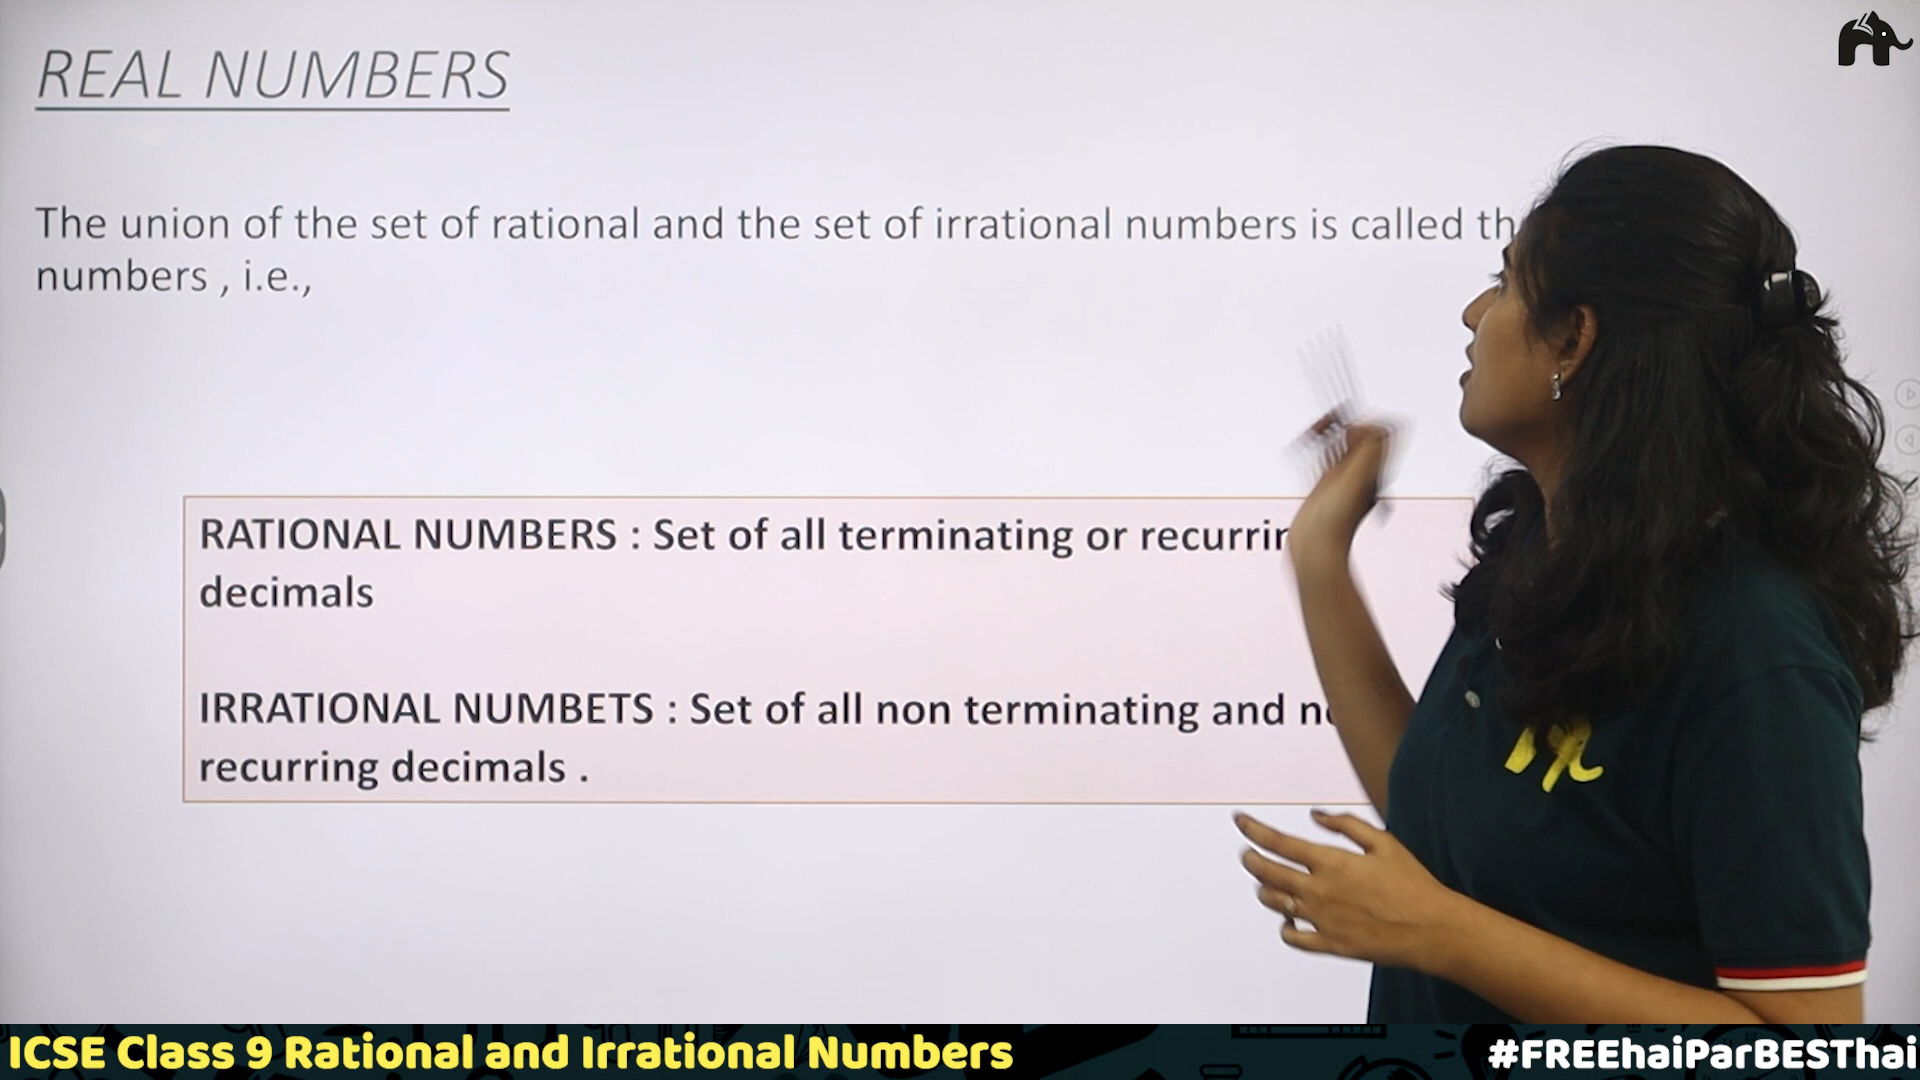 REAL NUMBERS
The union of the set of rational and the set of irrational numbers is called
numbers , i.e.,
RATIONAL NUMBERS : Set of all terminating or
decimals
IRRATIONAL NUMBETS : Set of all non terminating and
recurring decimals .
ICSE Class 9 Rational and Irrational Numbers
#FREEhaiParBESThai